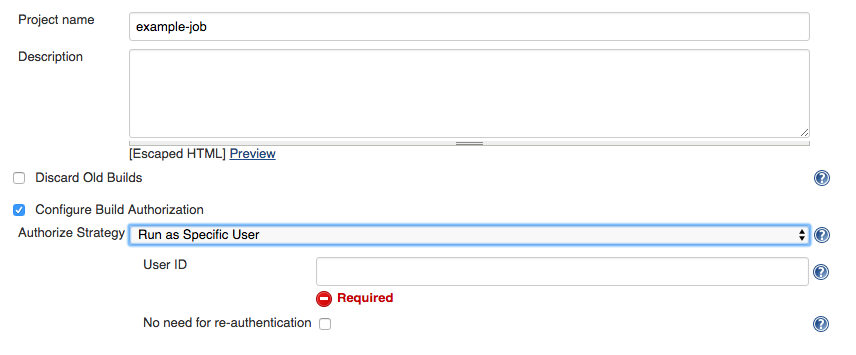 Project name
example-job
Description
[Escaped HTML] Preview
Discard Old Builds
Configure Build Authorization
Authorize Strategy
Run as Specific User
User ID
Required
No need for re-authentication